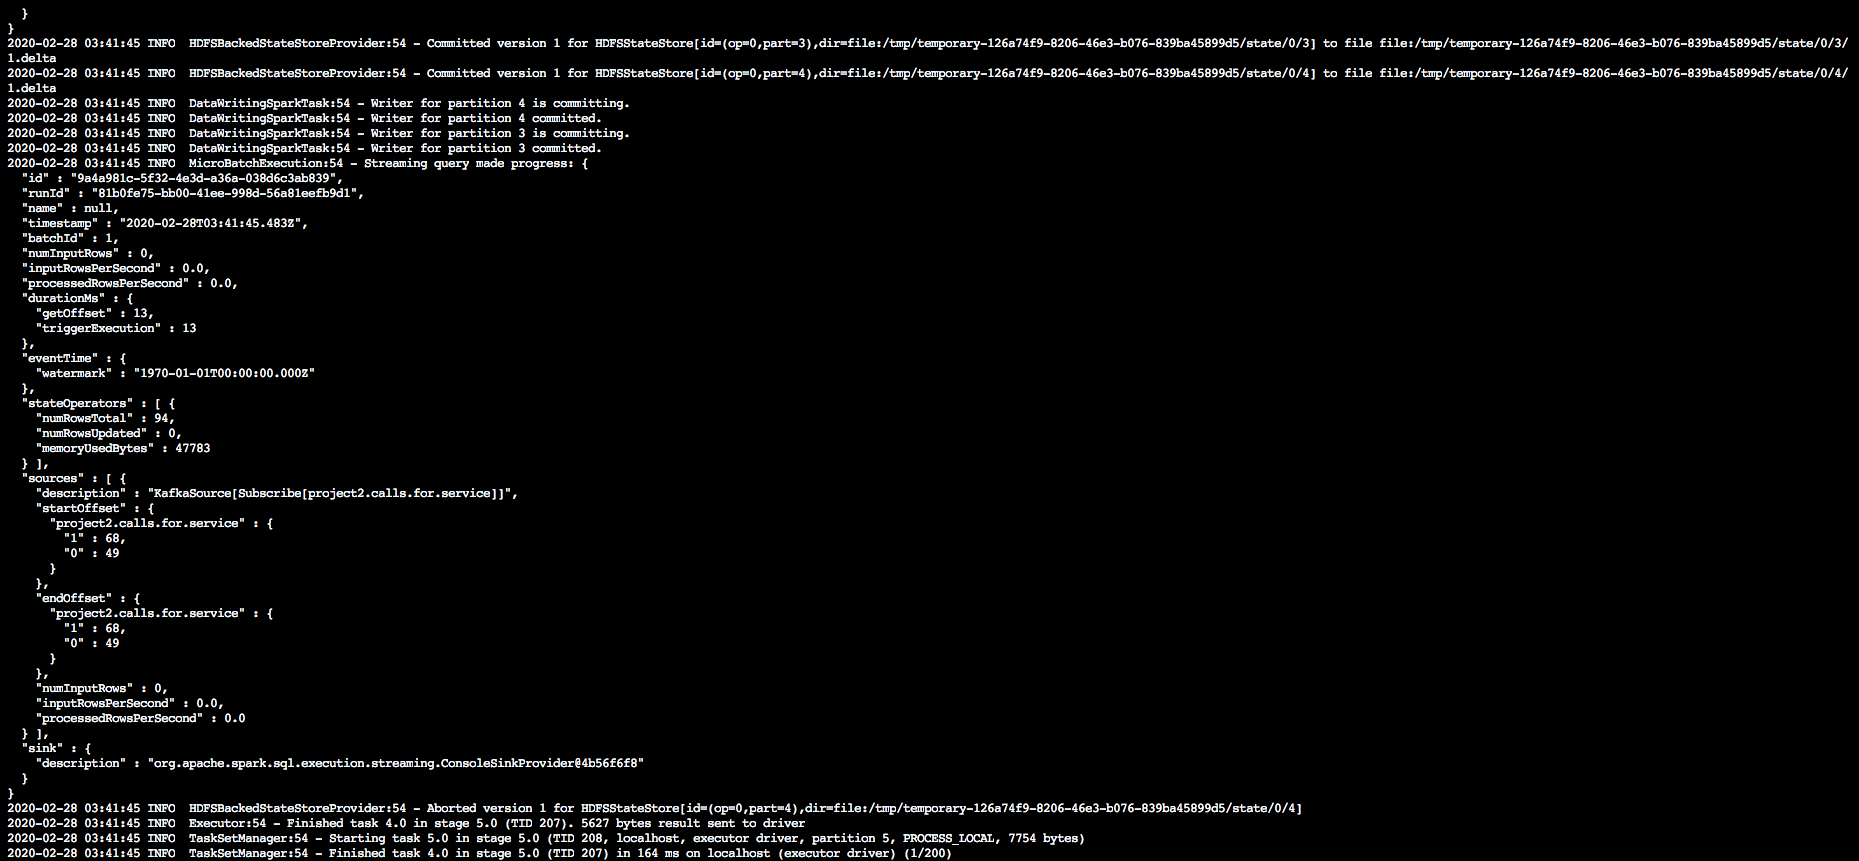 }
}
2020-02-28 03:41:45 INFO  HDFSBackedStateStoreProvider:54 - Committed version 1 for HDFSStateStore[id=(op=0,part=3),dir=file:/tmp/temporary-126a74f9-8206-46e3-b076-839ba45899d5/state/0/3] to file file:/tmp/temporary-126a74f9-8206-46e3-b076-839ba45899d5/state/0/3/
1.delta
2020-02-28 03:41:45 INFO  HDFSBackedStateStoreProvider:54 - Committed version 1 for HDFSStateStore[id=(op=0,part=4),dir=file:/tmp/temporary-126a74f9-8206-46e3-b076-839ba45899d5/state/0/4] to file file:/tmp/temporary-126a74f9-8206-46e3-b076-839ba45899d5/state/0/4/
1.delta
2020-02-28 03:41:45 INFO  DataWritingSparkTask:54 - Writer for partition 4 is committing.
2020-02-28 03:41:45 INFO  DataWritingSparkTask:54 - Writer for partition 4 committed.
2020-02-28 03:41:45 INFO  DataWritingSparkTask:54 - Writer for partition 3 is committing.
2020-02-28 03:41:45 INFO  DataWritingSparkTask:54 - Writer for partition 3 committed.
2020-02-28 03:41:45 INFO  MicroBatchExecution:54 - Streaming query made progress: {
  "id" : "9a4a981c-5f32-4e3d-a36a-038d6c3ab839",
  "runId" : "81b0fe75-bb00-41ee-998d-56a81eefb9d1",
  "name" : null,
  "timestamp" : "2020-02-28T03:41:45.483Z",
  "batchId" : 1,
  "numInputRows" : 0,
  "inputRowsPerSecond" : 0.0,
  "processedRowsPerSecond" : 0.0,
  "durationMs" : {
    "getOffset" : 13,
    "triggerExecution" : 13
  },
  "eventTime" : {
    "watermark" : "1970-01-01T00:00:00.000Z"
  },
  "stateOperators" : [ {
    "numRowsTotal" : 94,
    "numRowsUpdated" : 0,
    "memoryUsedBytes" : 47783
  } ],
  "sources" : [ {
    "description" : "KafkaSource[Subscribe[project2.calls.for.service]]",
    "startOffset" : {
      "project2.calls.for.service" : {
        "1" : 68,
        "0" : 49
      }
    },
    "endOffset" : {
      "project2.calls.for.service" : {
        "1" : 68,
        "0" : 49
      }
    },
    "numInputRows" : 0,
    "inputRowsPerSecond" : 0.0,
    "processedRowsPerSecond" : 0.0
  } ],
  "sink" : {
    "description" : "org.apache.spark.sql.execution.streaming.ConsoleSinkProvider@4b56f6f8"
  }
}
2020-02-28 03:41:45 INFO  HDFSBackedStateStoreProvider:54 - Aborted version 1 for HDFSStateStore[id=(op=0,part=4),dir=file:/tmp/temporary-126a74f9-8206-46e3-b076-839ba45899d5/state/0/4]
2020-02-28 03:41:45 INFO  Executor:54 - Finished task 4.0 in stage 5.0 (TID 207). 5627 bytes result sent to driver
2020-02-28 03:41:45 INFO  TaskSetManager:54 - Starting task 5.0 in stage 5.0 (TID 208, localhost, executor driver, partition 5, PROCESS_LOCAL, 7754 bytes)
2020-02-28 03:41:45 INFO  TaskSetManager:54 - Finished task 4.0 in stage 5.0 (TID 207) in 164 ms on localhost (executor driver) (1/200)